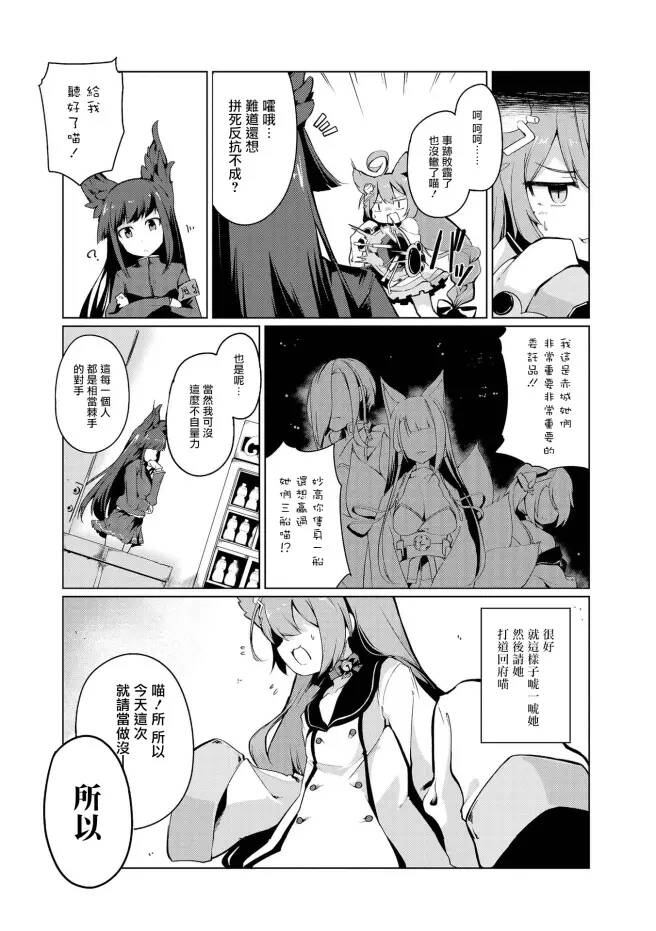 呵呵呵……
事跡敗露了
也沒轍了喵！
嚯哦…
難道還想
拼死反抗不成？
給我
聽好了喵！
?
我這是赤城她們
非常重要非常重要的
委託品!!
妙高你隻身一船
還想贏過
她們三船喵!?
也是呢…
當然我可沒
這麼不自量力
這每一個人
都是相當棘手
的對手
C
很好
就這樣子唬一唬她
然後請她
打道回府喵
喵！所 所以
今天這次
就請當做沒—
所以